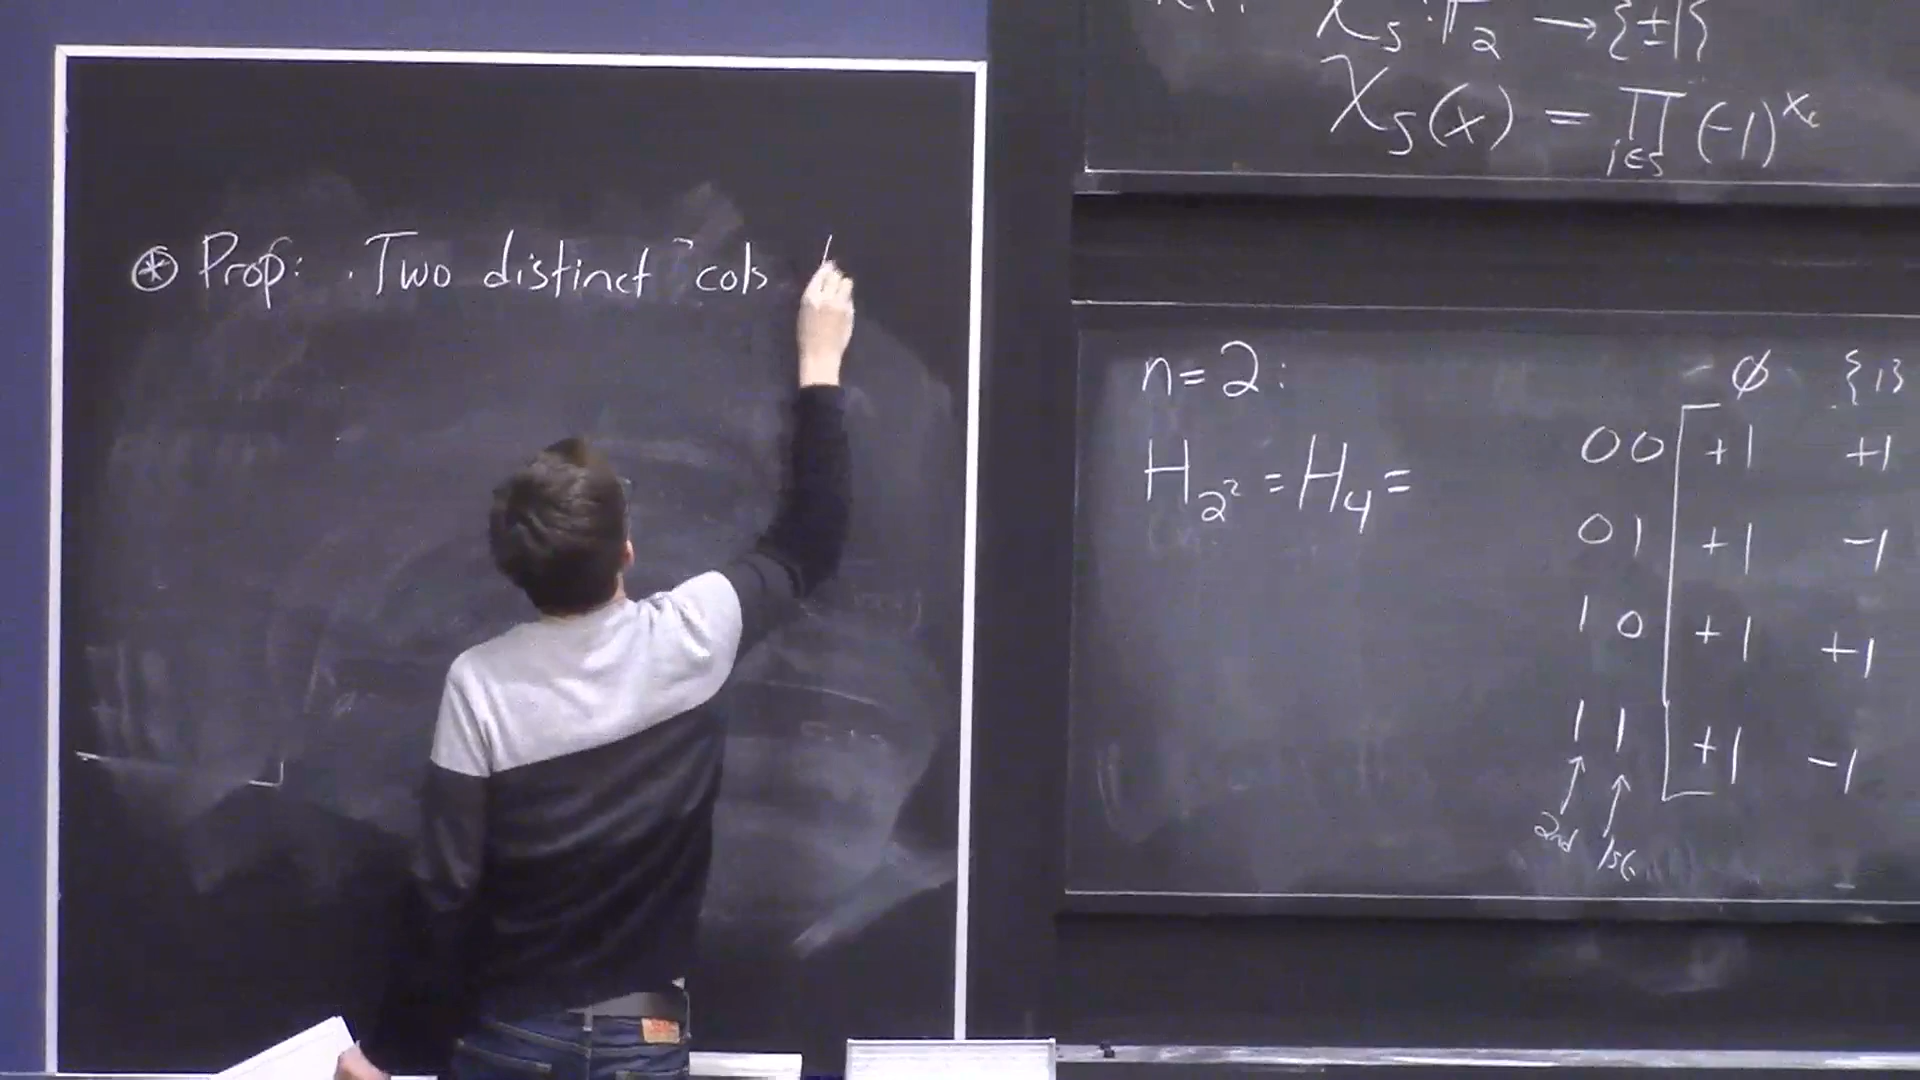 ⊛ Prop: . Two distinct cols
χ_S : 𝔽_2 → {±1}
χ_S(x) = ∏_{i∈S} (-1)^{x_i}
n=2:
H_{2^2} = H_4 =
∅ {1}
00 +1 +1
01 +1 -1
10 +1 +1
11 +1 -1
2nd 1st